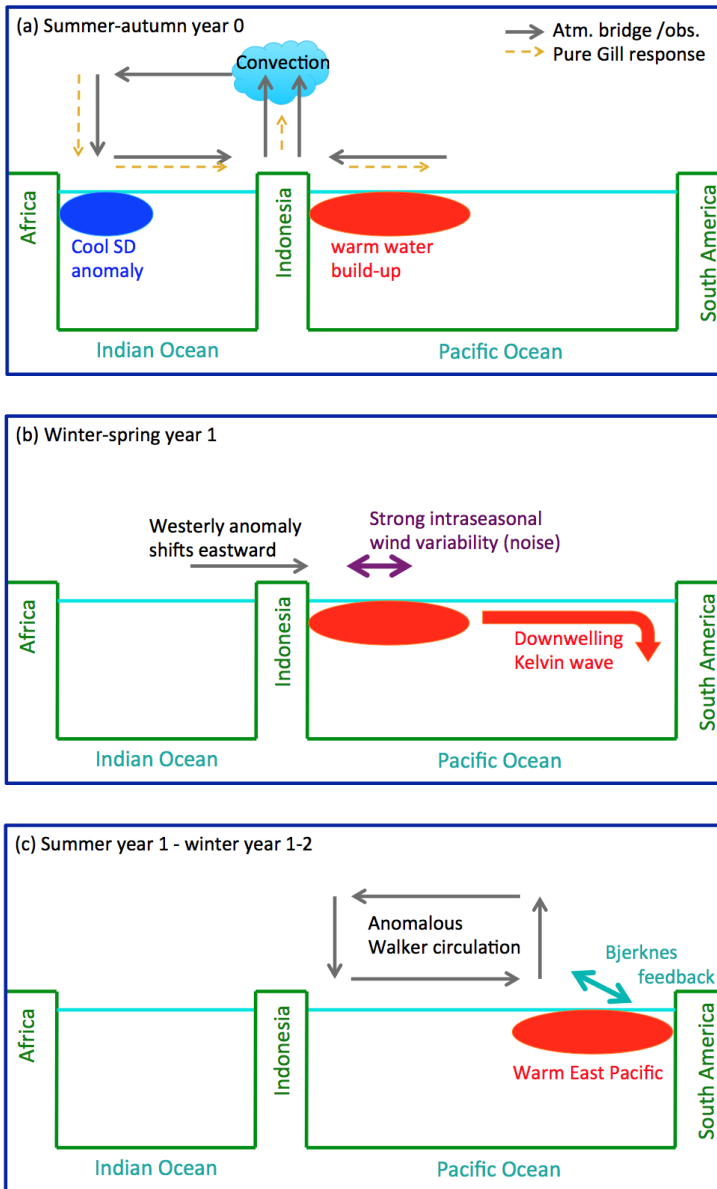 (a) Summer-autumn year 0
Atm. bridge /obs.
Pure Gill response
Convection
Africa
Cool SD
anomaly
Indonesia
warm water
build-up
South America
Indian Ocean
Pacific Ocean
(b) Winter-spring year 1
Westerly anomaly
shifts eastward
Strong intraseasonal
wind variability (noise)
Africa
Indonesia
Downwelling
Kelvin wave
South America
Indian Ocean
Pacific Ocean
(c) Summer year 1 - winter year 1-2
Anomalous
Walker circulation
Bjerknes
feedback
Africa
Indonesia
Warm East Pacific
South America
Indian Ocean
Pacific Ocean